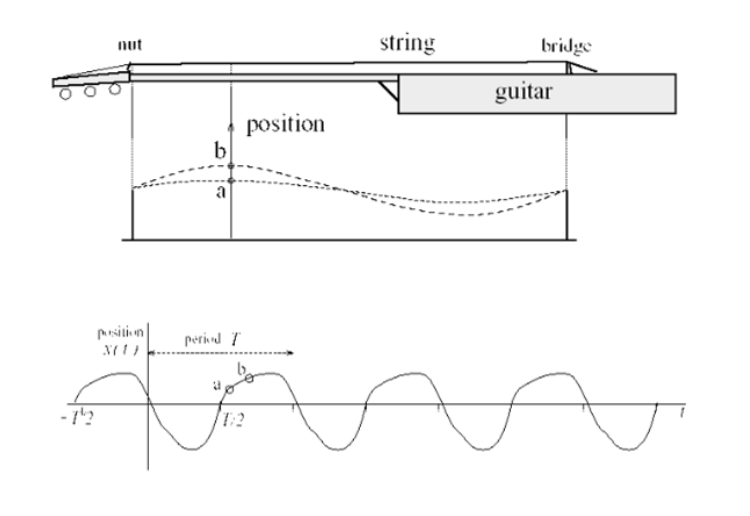 nut
string
bridge
guitar
position
b
a
position
x(t)
period T
a
b
- T/2
T/2
t